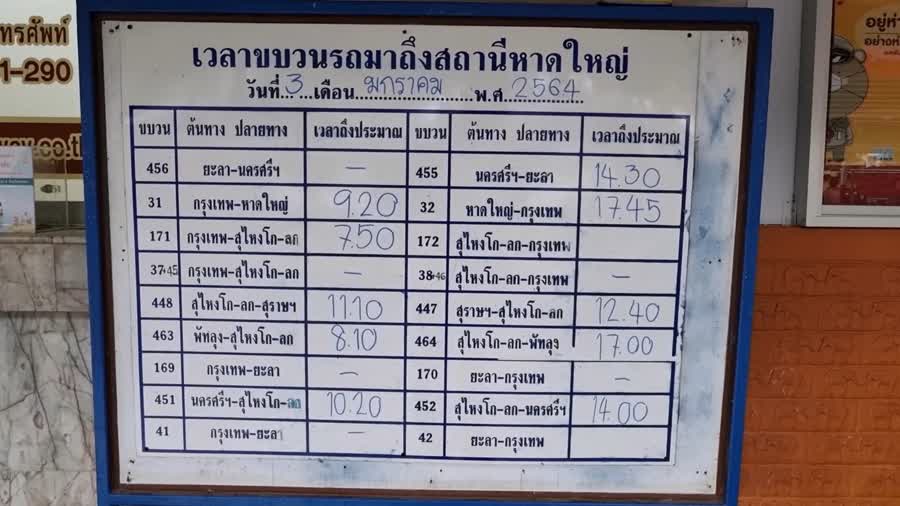 ทรศัพท์
1-290
อยู่ห่
อย่างห่
เวลาขบวนรถมาถึงสถานีหาดใหญ่
วันที่...3...เดือน...มกราคม...พ.ศ...2564
ขบวน ต้นทาง ปลายทาง เวลาถึงประมาณ ขบวน ต้นทาง ปลายทาง เวลาถึงประมาณ
456 ยะลา-นครศรีฯ — 455 นครศรีฯ-ยะลา 14.30
31 กรุงเทพ-หาดใหญ่ 9.20 32 หาดใหญ่-กรุงเทพ 17.45
171 กรุงเทพ-สุไหงโก-ลก 7.50 172 สุไหงโก-ลก-กรุงเทพ
37/45 กรุงเทพ-สุไหงโก-ลก — 38/46 สุไหงโก-ลก-กรุงเทพ —
448 สุไหงโก-ลก-สุราษฯ 11.10 447 สุราษฯ-สุไหงโก-ลก 12.40
463 พัทลุง-สุไหงโก-ลก 8.10 464 สุไหงโก-ลก-พัทลุง 17.00
169 กรุงเทพ-ยะลา — 170 ยะลา-กรุงเทพ —
451 นครศรีฯ-สุไหงโก-ลก 10.20 452 สุไหงโก-ลก-นครศรีฯ 14.00
41 กรุงเทพ-ยะลา — 42 ยะลา-กรุงเทพ